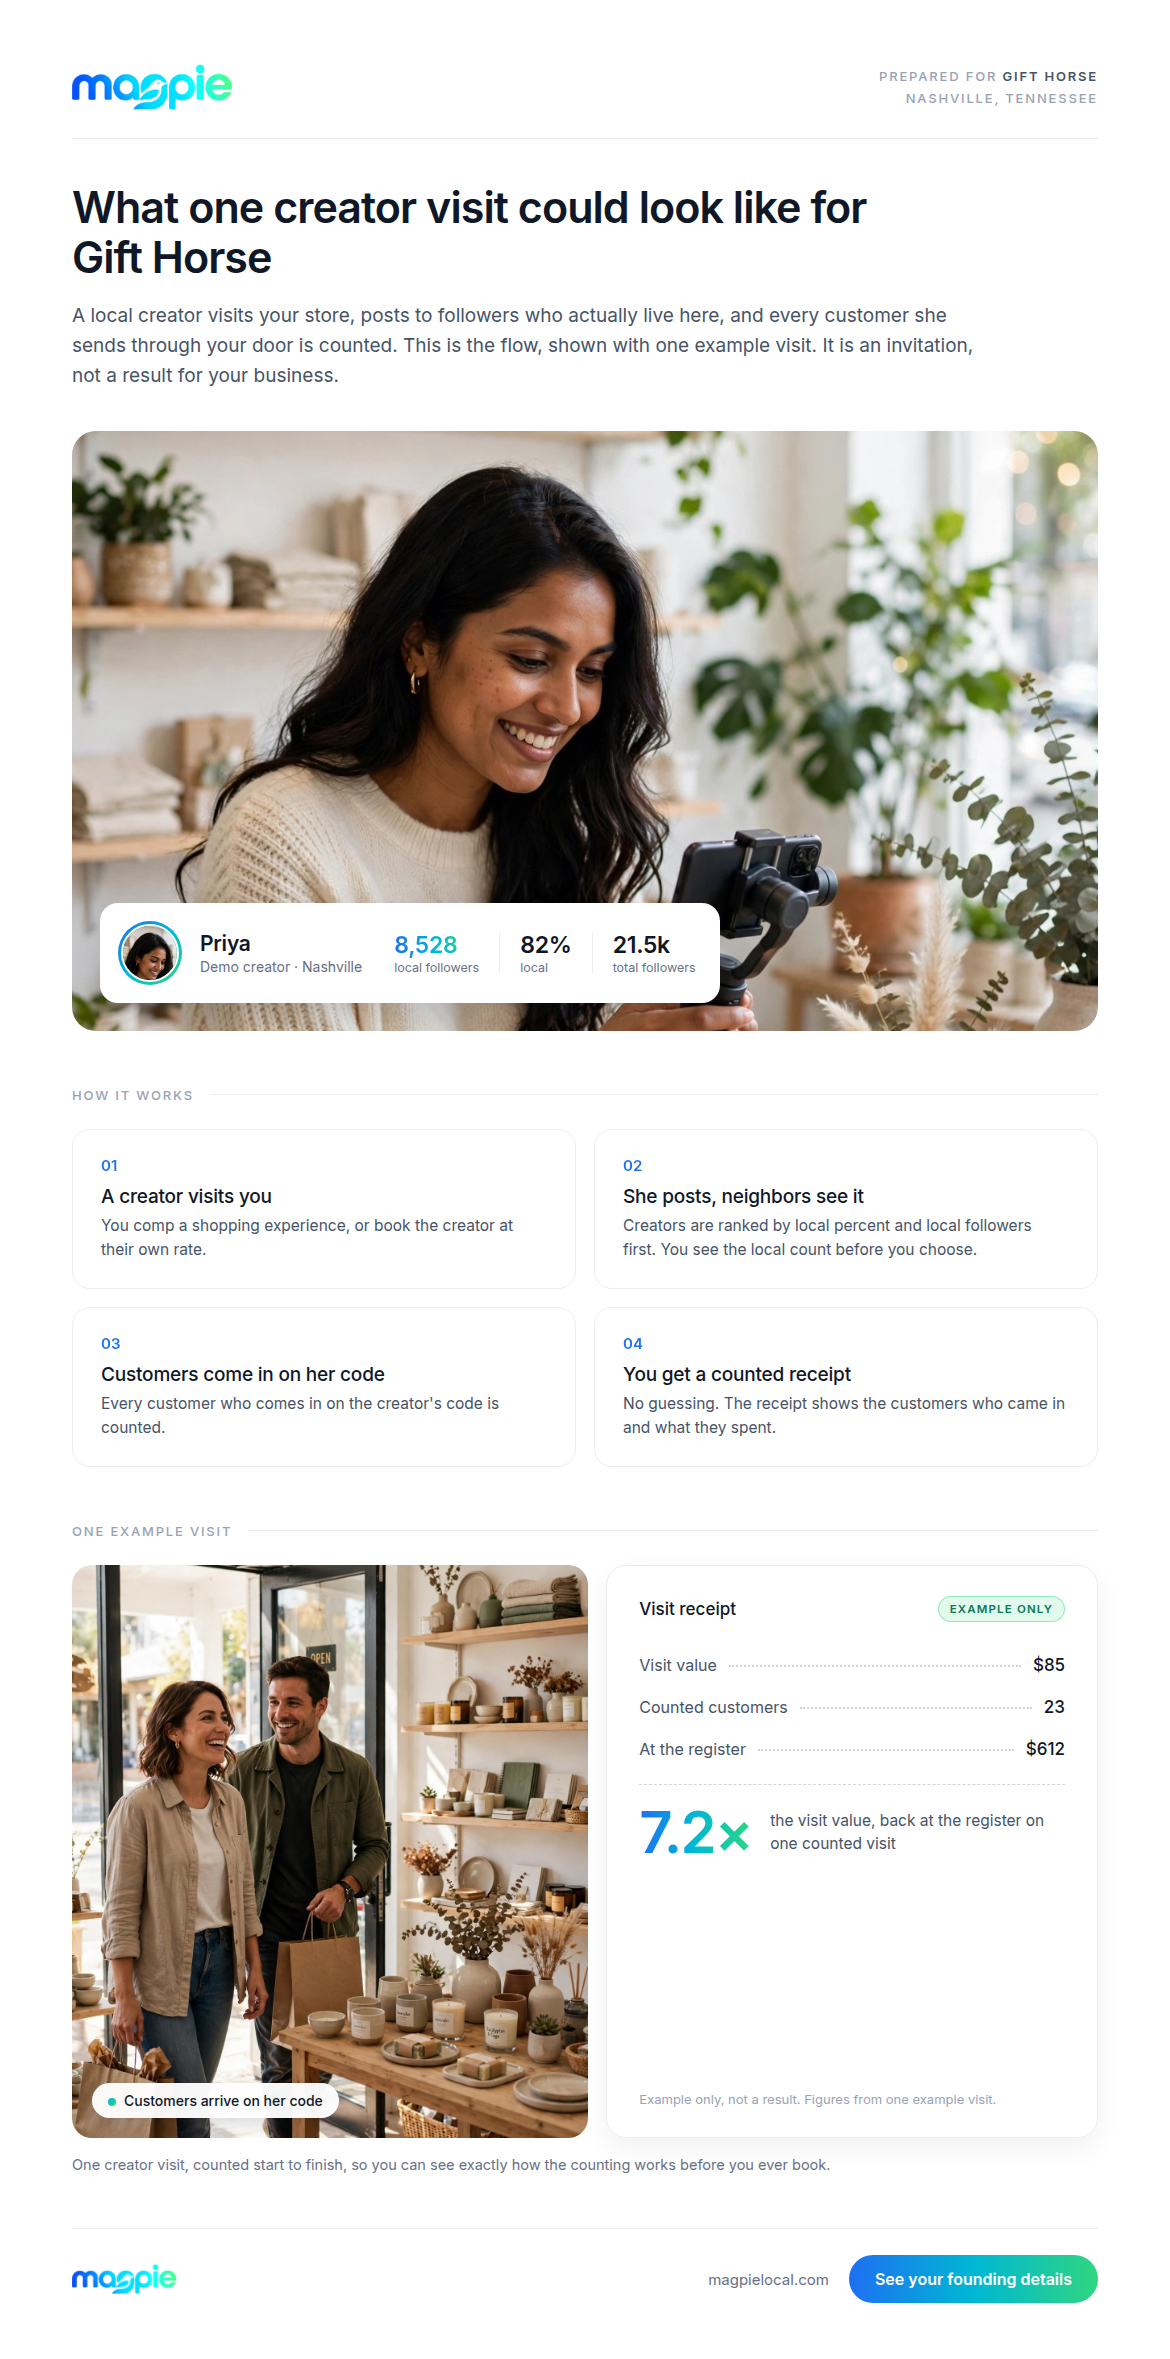 magpie
PREPARED FOR GIFT HORSE
NASHVILLE, TENNESSEE
What one creator visit could look like for
Gift Horse
A local creator visits your store, posts to followers who actually live here, and every customer she
sends through your door is counted. This is the flow, shown with one example visit. It is an invitation,
not a result for your business.
Priya
Demo creator · Nashville
8,528
local followers
82%
local
21.5k
total followers
HOW IT WORKS
01
A creator visits you
You comp a shopping experience, or book the creator at
their own rate.
02
She posts, neighbors see it
Creators are ranked by local percent and local followers
first. You see the local count before you choose.
03
Customers come in on her code
Every customer who comes in on the creator's code is
counted.
04
You get a counted receipt
No guessing. The receipt shows the customers who came in
and what they spent.
ONE EXAMPLE VISIT
OPEN
Customers arrive on her code
Visit receipt
EXAMPLE ONLY
Visit value $85
Counted customers 23
At the register $612
7.2×
the visit value, back at the register on
one counted visit
Example only, not a result. Figures from one example visit.
One creator visit, counted start to finish, so you can see exactly how the counting works before you ever book.
magpie
magpielocal.com
See your founding details